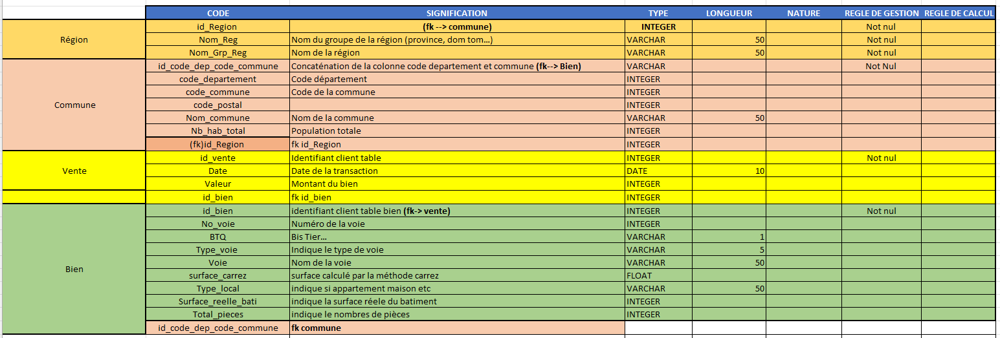 CODE SIGNIFICATION TYPE LONGUEUR NATURE REGLE DE GESTION REGLE DE CALCUL
Région
id_Region (fk --> commune) INTEGER Not nul
Nom_Reg Nom du groupe de la région (province, dom tom...) VARCHAR 50 Not nul
Nom_Grp_Reg Nom de la région VARCHAR 50 Not nul
Commune
id_code_dep_code_commune Concaténation de la colonne code departement et commune (fk--> Bien) VARCHAR Not Nul
code_departement Code département INTEGER
code_commune Code de la commune INTEGER
code_postal INTEGER
Nom_commune Nom de la commune VARCHAR 50
Nb_hab_total Population totale INTEGER
(fk)id_Region fk id_Region INTEGER
Vente
id_vente Identifiant client table INTEGER Not nul
Date Date de la transaction DATE 10
Valeur Montant du bien INTEGER
id_bien fk id_bien INTEGER
Bien
id_bien identifiant client table bien (fk-> vente) INTEGER Not nul
No_voie Numéro de la voie INTEGER
BTQ Bis Tier... VARCHAR 1
Type_voie Indique le type de voie VARCHAR 5
Voie Nom de la voie VARCHAR 50
surface_carrez surface calculé par la méthode carrez FLOAT
Type_local indique si appartement maison etc VARCHAR 50
Surface_reelle_bati indique la surface réele du batiment INTEGER
Total_pieces indique le nombres de pièces INTEGER
id_code_dep_code_commune fk commune